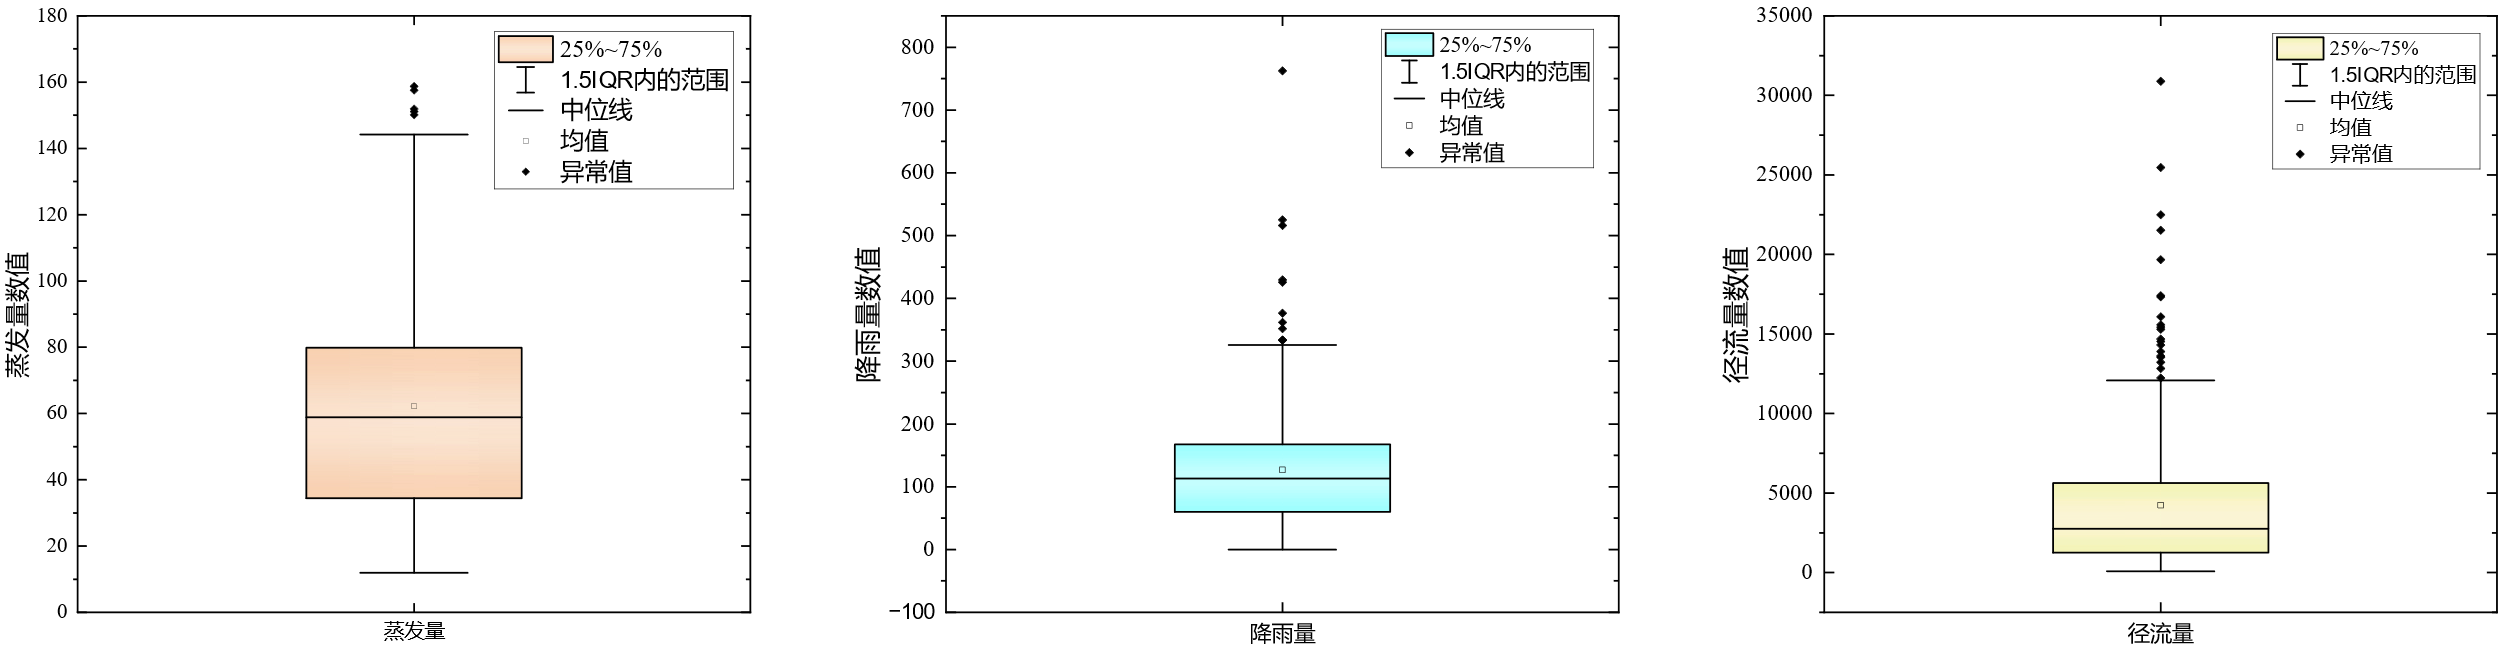 180
160
140
120
100
80
60
40
20
0
蒸发量数值
蒸发量
25%~75%
1.5IQR内的范围
中位线
均值
异常值
800
700
600
500
400
300
200
100
0
−100
降雨量数值
降雨量
25%~75%
1.5IQR内的范围
中位线
均值
异常值
35000
30000
25000
20000
15000
10000
5000
0
径流量数值
径流量
25%~75%
1.5IQR内的范围
中位线
均值
异常值